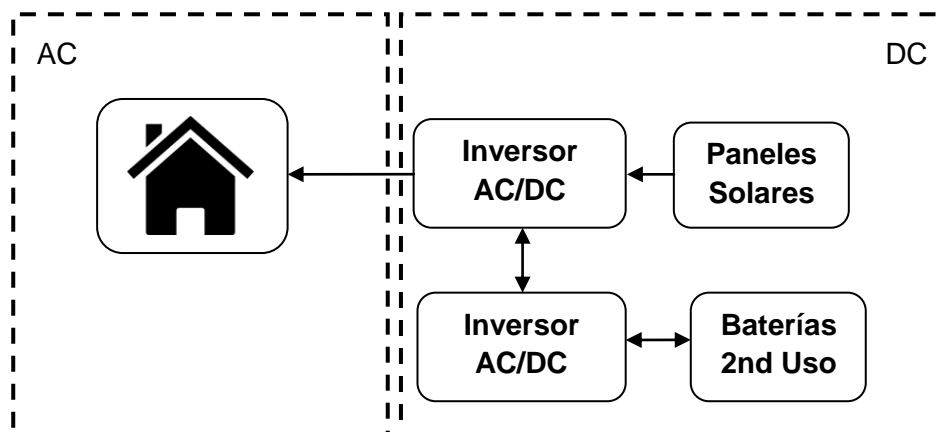 AC
DC
Inversor
AC/DC
Paneles
Solares
Inversor
AC/DC
Baterías
2nd Uso